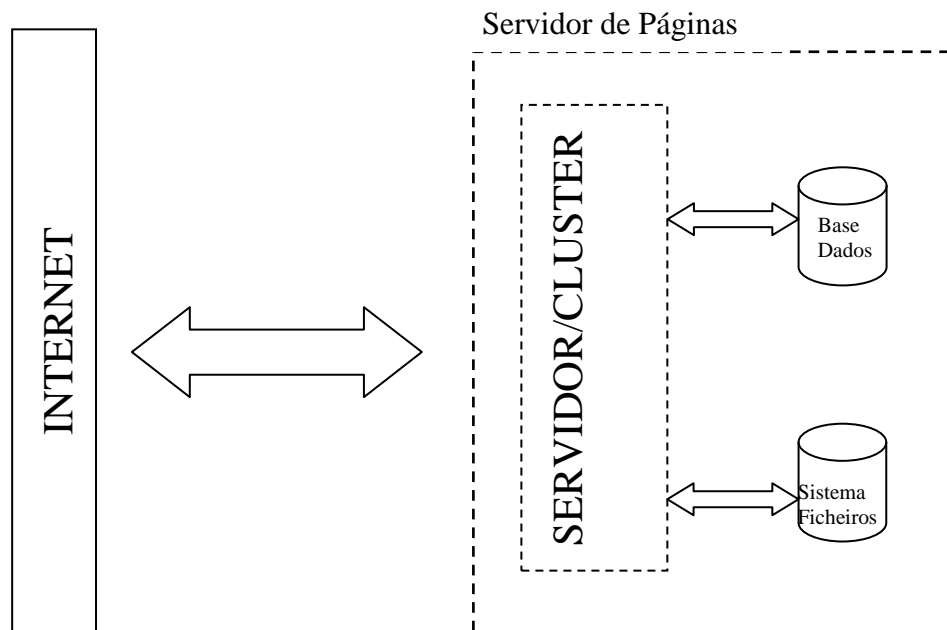 Servidor de Páginas
INTERNET
SERVIDOR/CLUSTER
Base
Dados
Sistema
Ficheiros